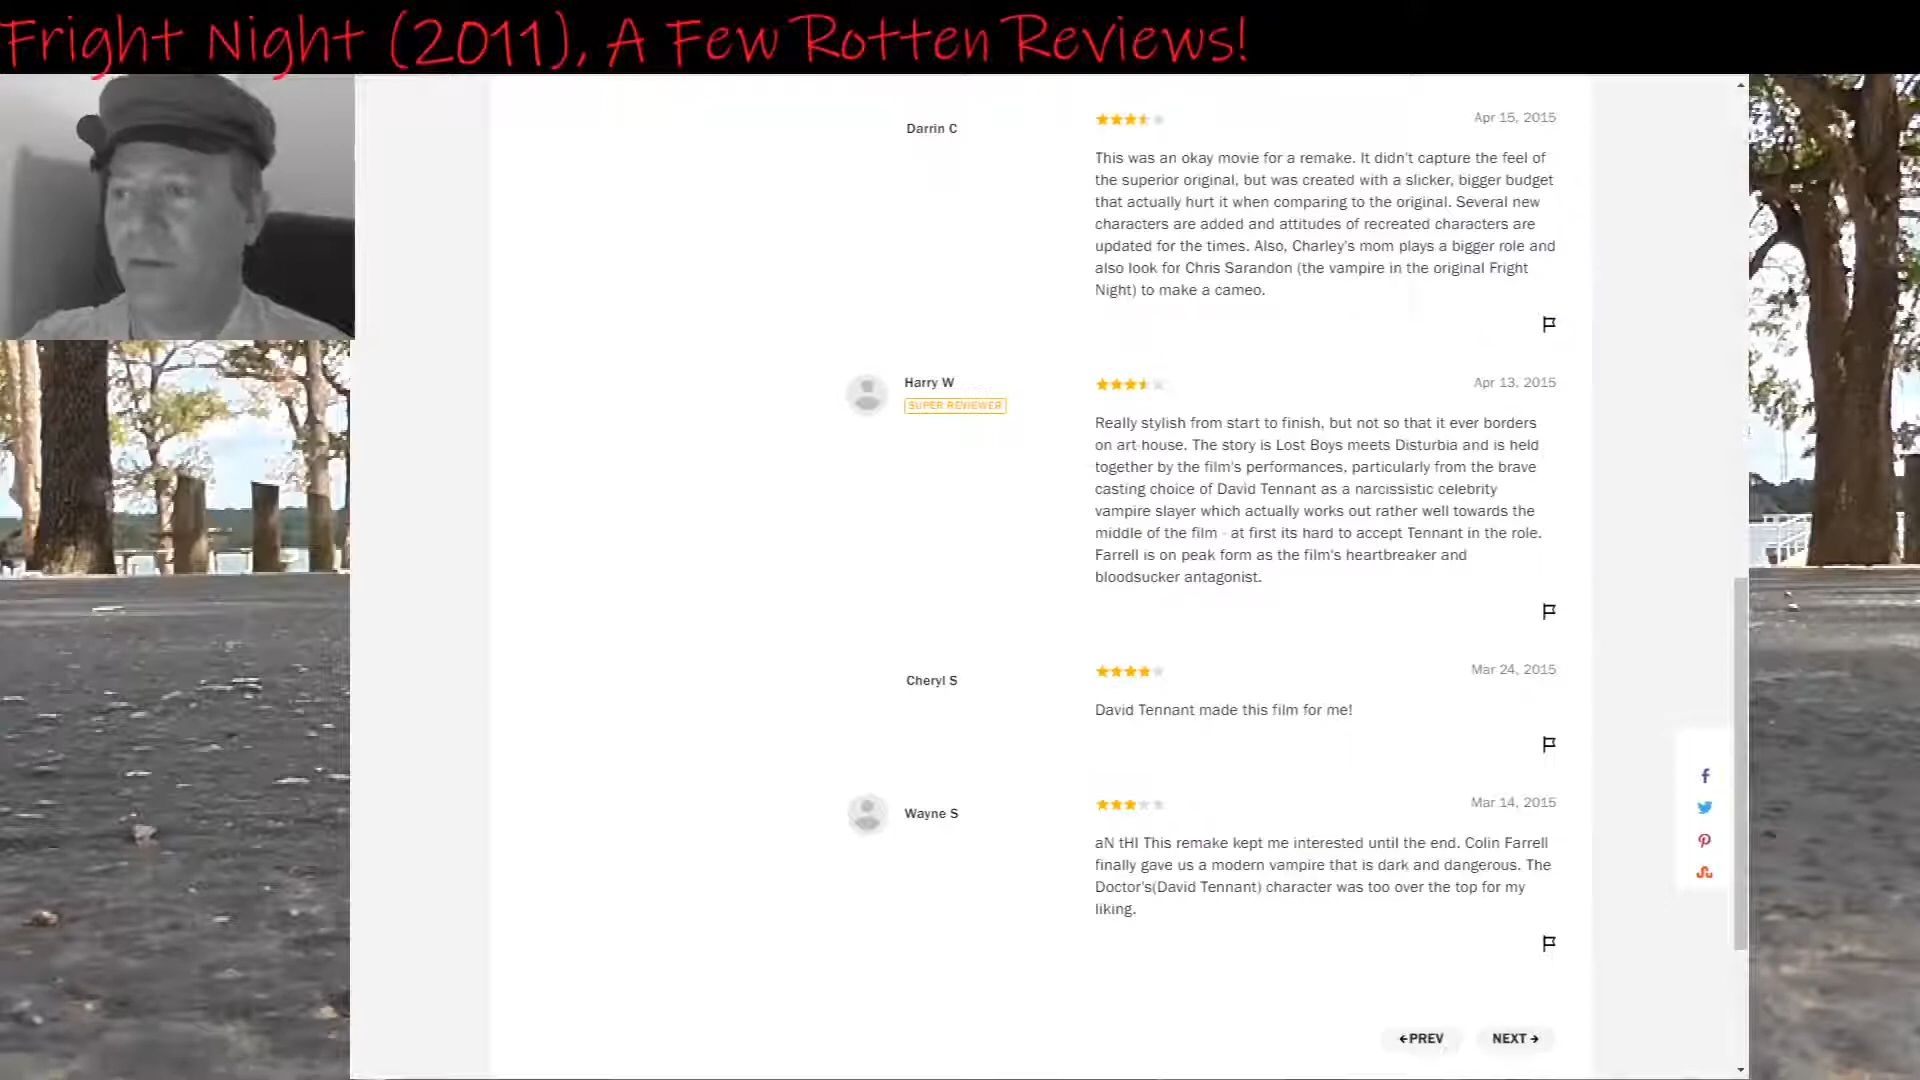 Fright Night (2011), A Few Rotten Reviews!
Darrin C
Apr 15, 2015
This was an okay movie for a remake. It didn't capture the feel of
the superior original, but was created with a slicker, bigger budget
that actually hurt it when comparing to the original. Several new
characters are added and attitudes of recreated characters are
updated for the times. Also, Charley's mom plays a bigger role and
also look for Chris Sarandon (the vampire in the original Fright
Night) to make a cameo.
Harry W
SUPER REVIEWER
Apr 13, 2015
Really stylish from start to finish, but not so that it ever borders
on art-house. The story is Lost Boys meets Disturbia and is held
together by the film's performances, particularly from the brave
casting choice of David Tennant as a narcissistic celebrity
vampire slayer which actually works out rather well towards the
middle of the film - at first its hard to accept Tennant in the role.
Farrell is on peak form as the film's heartbreaker and
bloodsucker antagonist.
Cheryl S
Mar 24, 2015
David Tennant made this film for me!
Wayne S
Mar 14, 2015
aN tHI This remake kept me interested until the end. Colin Farrell
finally gave us a modern vampire that is dark and dangerous. The
Doctor's(David Tennant) character was too over the top for my
liking.
PREV
NEXT